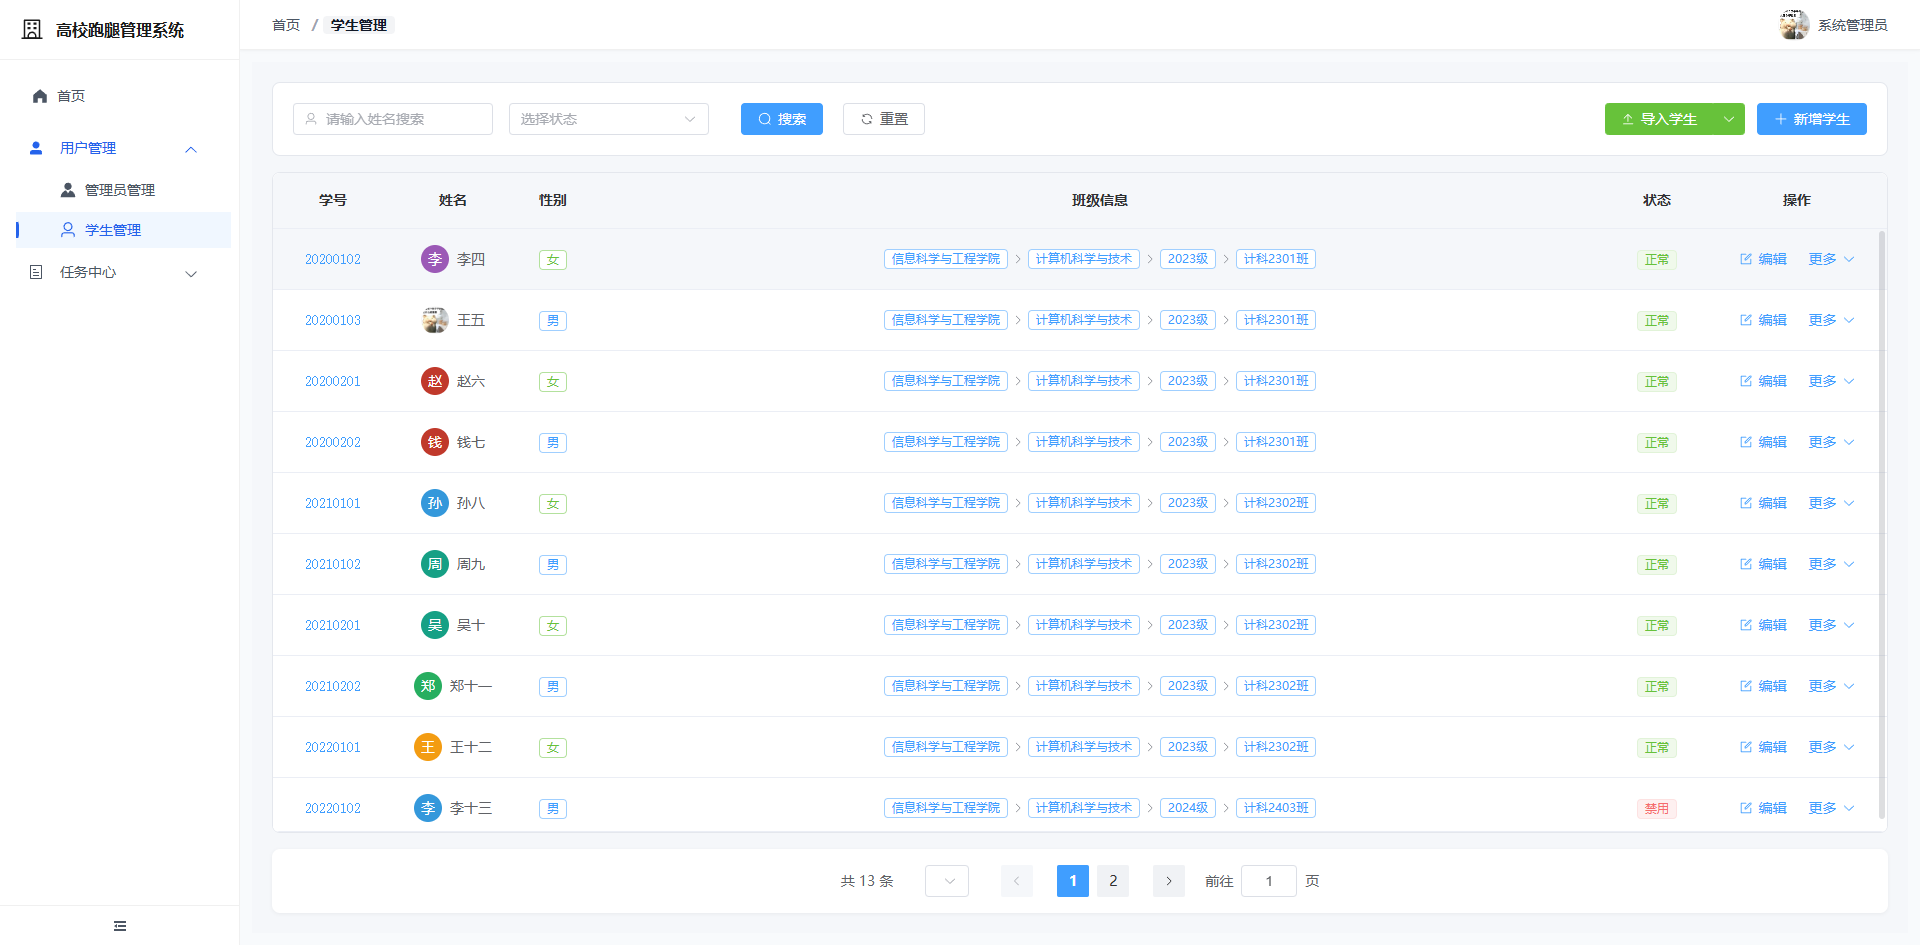 高校跑腿管理系统
首页 / 学生管理
系统管理员
首页
用户管理
管理员管理
学生管理
任务中心
请输入姓名搜索 选择状态 搜索 重置 导入学生 新增学生
学号 姓名 性别 班级信息 状态 操作
20200102 李 李四 女 信息科学与工程学院 > 计算机科学与技术 > 2023级 > 计科2301班 正常 编辑 更多
20200103 王五 男 信息科学与工程学院 > 计算机科学与技术 > 2023级 > 计科2301班 正常 编辑 更多
20200201 赵 赵六 女 信息科学与工程学院 > 计算机科学与技术 > 2023级 > 计科2301班 正常 编辑 更多
20200202 钱 钱七 男 信息科学与工程学院 > 计算机科学与技术 > 2023级 > 计科2301班 正常 编辑 更多
20210101 孙 孙八 女 信息科学与工程学院 > 计算机科学与技术 > 2023级 > 计科2302班 正常 编辑 更多
20210102 周 周九 男 信息科学与工程学院 > 计算机科学与技术 > 2023级 > 计科2302班 正常 编辑 更多
20210201 吴 吴十 女 信息科学与工程学院 > 计算机科学与技术 > 2023级 > 计科2302班 正常 编辑 更多
20210202 郑 郑十一 男 信息科学与工程学院 > 计算机科学与技术 > 2023级 > 计科2302班 正常 编辑 更多
20220101 王 王十二 女 信息科学与工程学院 > 计算机科学与技术 > 2023级 > 计科2302班 正常 编辑 更多
20220102 李 李十三 男 信息科学与工程学院 > 计算机科学与技术 > 2024级 > 计科2403班 禁用 编辑 更多
共 13 条 < 1 2 > 前往 1 页